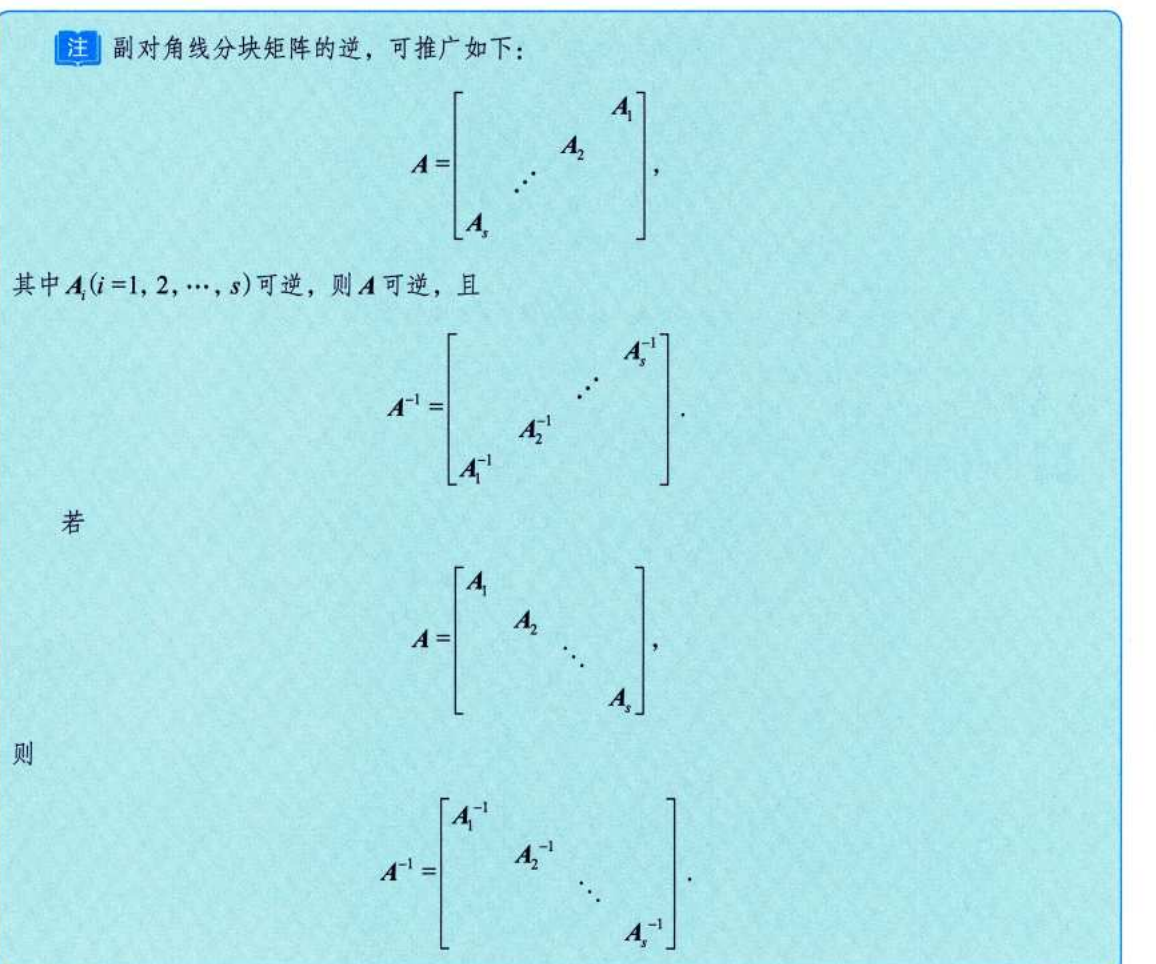 注 副对角线分块矩阵的逆，可推广如下：
A₁
A₂
A =
⋰
,
Aₛ
其中 Aᵢ(i =1, 2, ⋯, s)可逆，则 A 可逆，且
Aₛ⁻¹
⋰
A⁻¹ =
.
A₂⁻¹
A₁⁻¹
若
A₁
A₂
A =
⋱
,
Aₛ
则
A₁⁻¹
A₂⁻¹
A⁻¹ =
⋱
.
Aₛ⁻¹